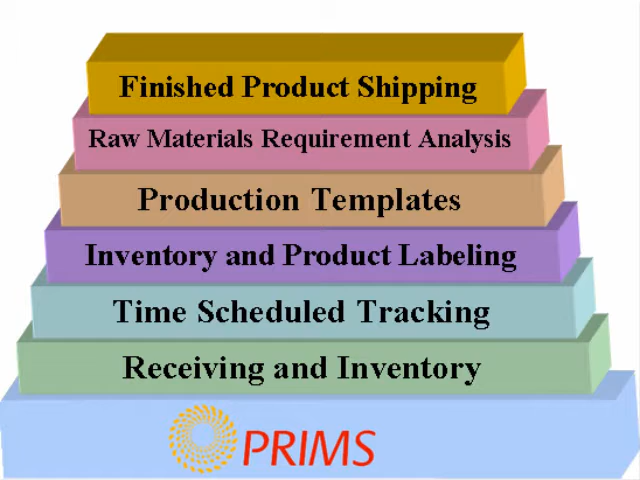 Finished Product Shipping
Raw Materials Requirement Analysis
Production Templates
Inventory and Product Labeling
Time Scheduled Tracking
Receiving and Inventory
PRIMS